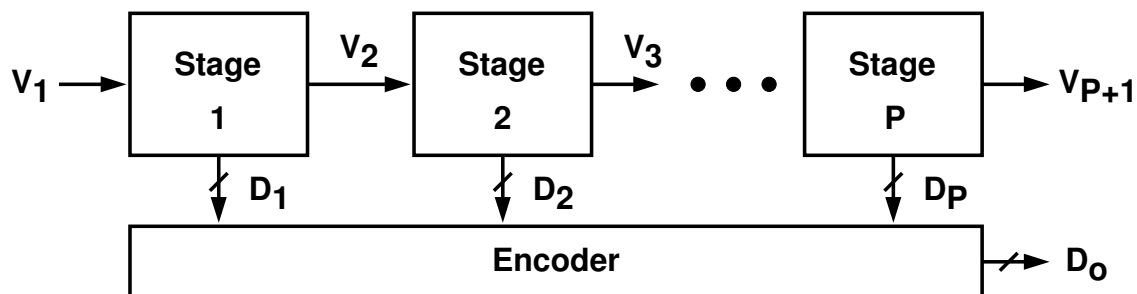 V1
Stage
1
V2
Stage
2
V3
Stage
P
VP+1
D1
D2
DP
Encoder
Do